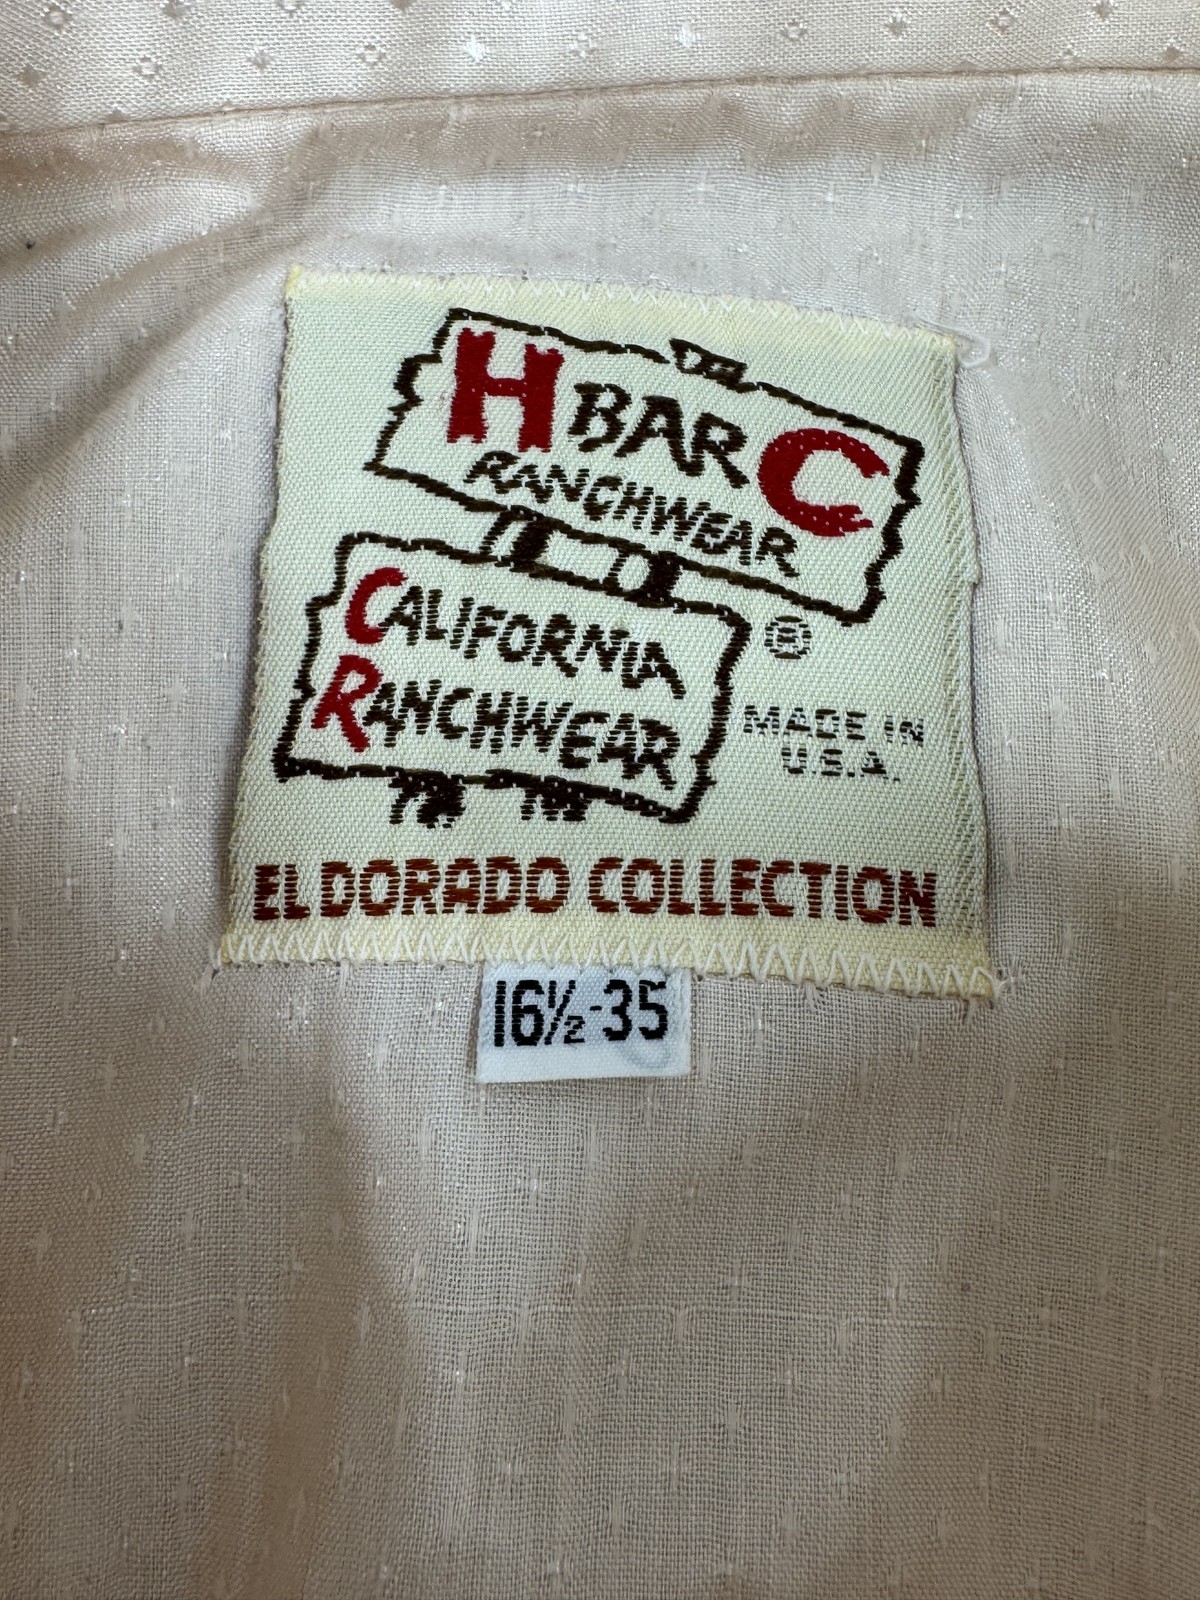 H BAR C
RANCHWEAR
CALIFORNIA
RANCHWEAR
®
MADE IN
U.S.A.
EL DORADO COLLECTION
16½-35